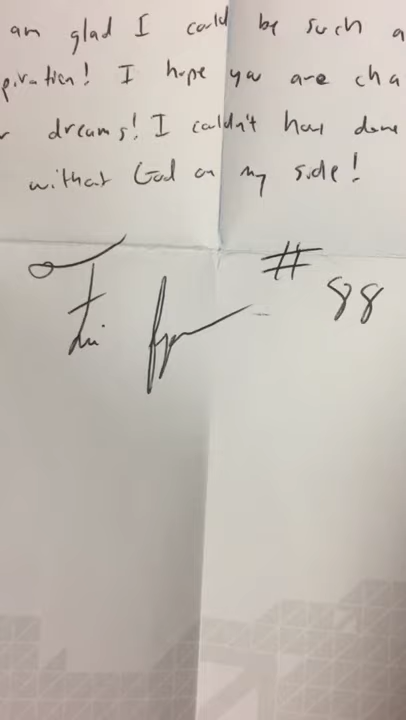 am glad I could be such a
piration! I hope you are cha
r dreams! I couldn't have done
without God on my side!
#
88